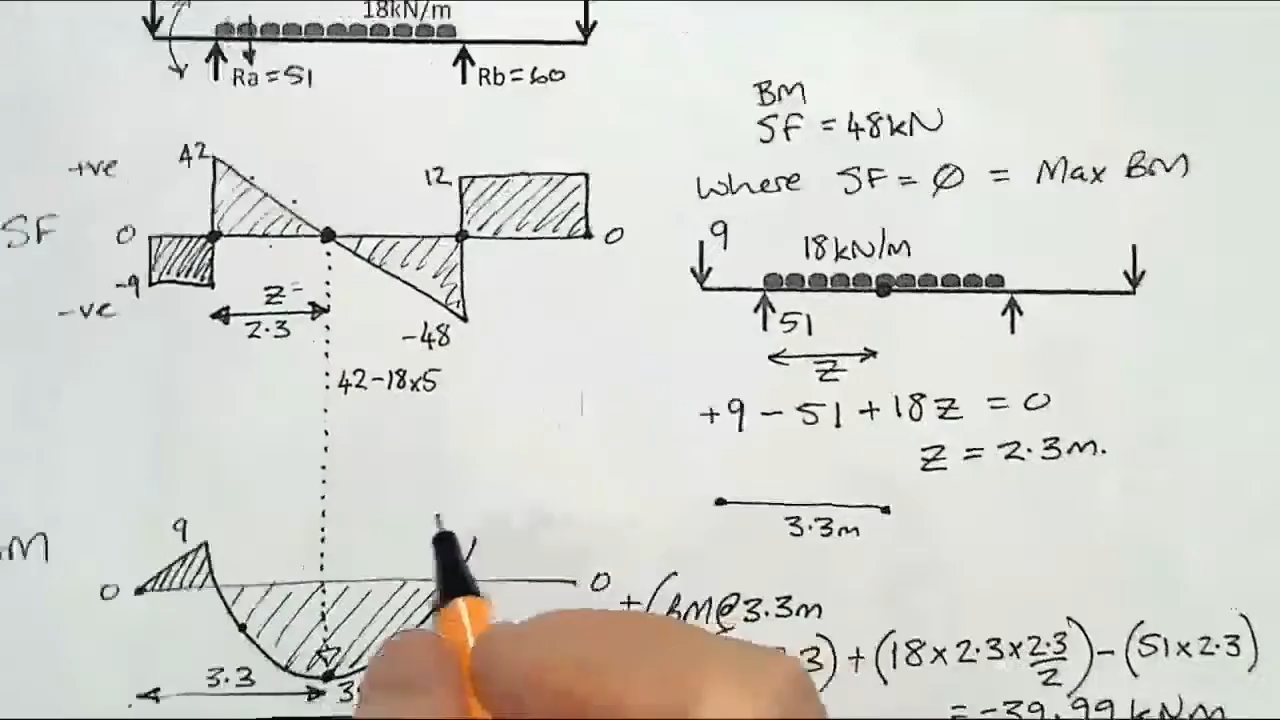 18kN/m
Ra=51
Rb=60
BM
SF = 48kN
where SF = Ø = Max BM
+ve
42
12
SF
0
0
-9
-ve
Z=
2.3
-48
42-18x5
9
18kN/m
51
Z
+9 - 51 + 18Z = 0
Z = 2.3m.
3.3m
9
0
0
3.3
+(BM@3.3m
3) + (18 x 2.3 x 2.3/2) - (51 x 2.3)
= -39.99 kNm